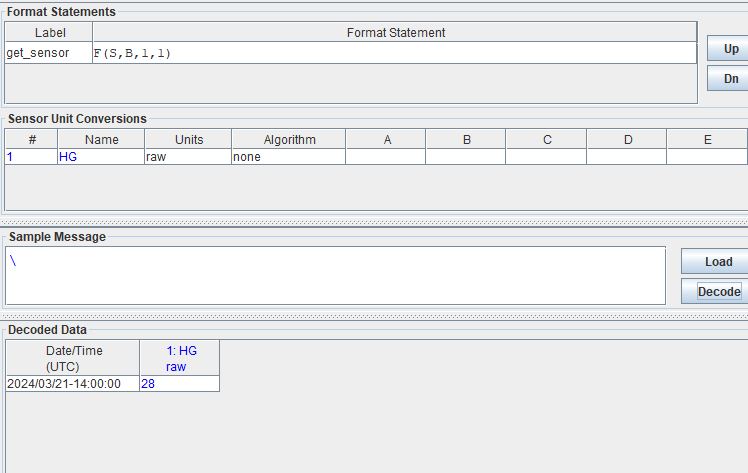 Format Statements
Label Format Statement
get_sensor F(S,B,1,1)
Up
Dn
Sensor Unit Conversions
# Name Units Algorithm A B C D E
1 HG raw none
Sample Message
\
Load
Decode
Decoded Data
Date/Time 1: HG
(UTC) raw
2024/03/21-14:00:00 28